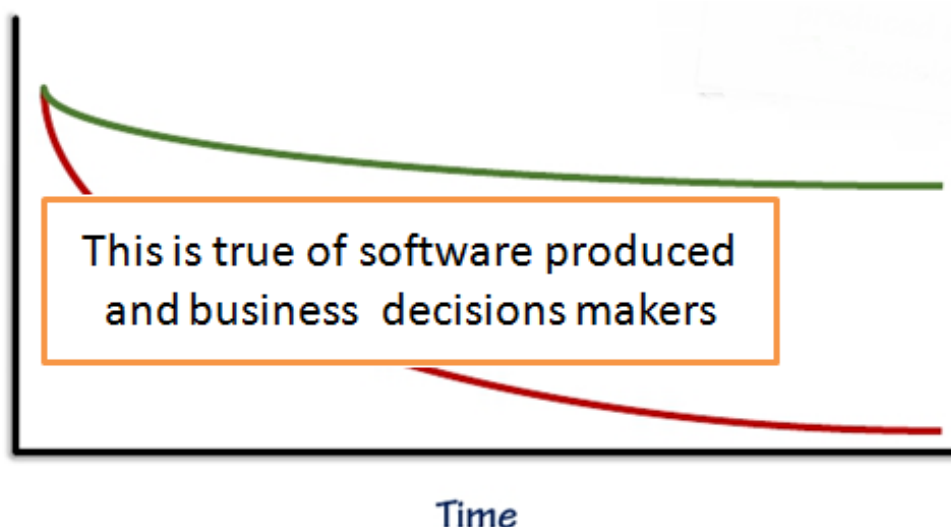 This is true of software produced
and business decisions makers
Time